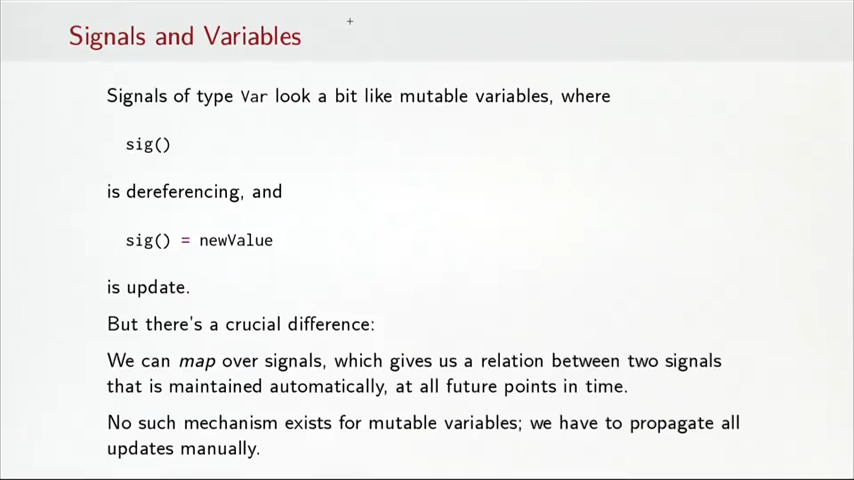 Signals and Variables
Signals of type Var look a bit like mutable variables, where
sig()
is dereferencing, and
sig() = newValue
is update.
But there's a crucial difference:
We can map over signals, which gives us a relation between two signals
that is maintained automatically, at all future points in time.
No such mechanism exists for mutable variables; we have to propagate all
updates manually.